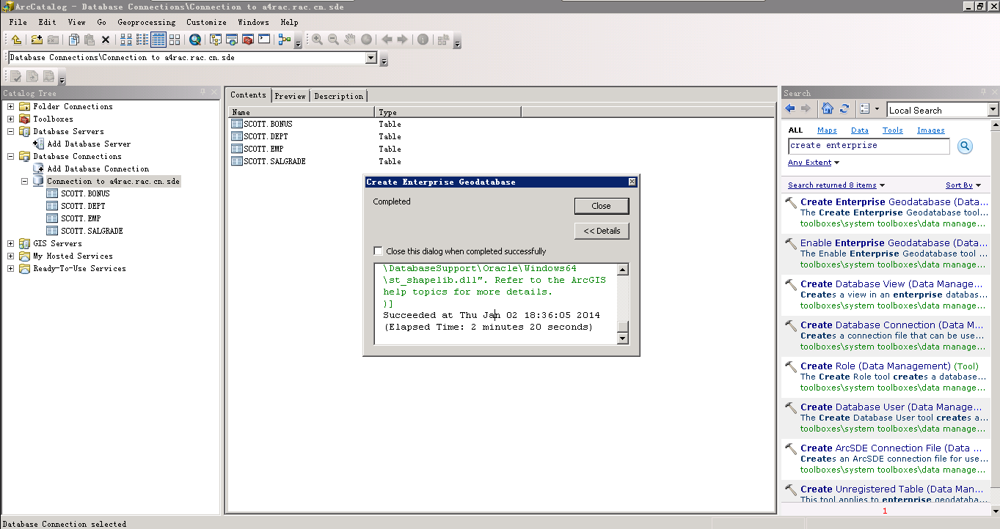 ArcCatalog - Database Connections\Connection to a4rac.rac.cn.sde
File Edit View Go Geoprocessing Customize Windows Help
Database Connections\Connection to a4rac.rac.cn.sde
Catalog Tree
Folder Connections
Toolboxes
Database Servers
Add Database Server
Database Connections
Add Database Connection
Connection to a4rac.rac.cn.sde
SCOTT.BONUS
SCOTT.DEPT
SCOTT.EMP
SCOTT.SALGRADE
GIS Servers
My Hosted Services
Ready-To-Use Services
Contents Preview Description
Name Type
SCOTT.BONUS Table
SCOTT.DEPT Table
SCOTT.EMP Table
SCOTT.SALGRADE Table
Create Enterprise Geodatabase
Completed
Close
<< Details
Close this dialog when completed successfully
\DatabaseSupport\Oracle\Windows64
\st_shapelib.dll". Refer to the ArcGIS
help topics for more details.
)]
Succeeded at Thu Jan 02 18:36:05 2014
(Elapsed Time: 2 minutes 20 seconds)
Search
Local Search
ALL Maps Data Tools Images
create enterprise
Any Extent
Search returned 8 items Sort By
Create Enterprise Geodatabase (Data...
The Create Enterprise Geodatabase tool...
toolboxes\system toolboxes\data manage...
Enable Enterprise Geodatabase (Data...
The Enable Enterprise Geodatabase tool ...
toolboxes\system toolboxes\data manage...
Create Database View (Data Manage...
Creates a view in an enterprise databas...
toolboxes\system toolboxes\data manage...
Create Database Connection (Data M...
Creates a connection file that can be use...
toolboxes\system toolboxes\data manage...
Create Role (Data Management) (Tool)
The Create Role tool creates a database...
toolboxes\system toolboxes\data manage...
Create Database User (Data Manage...
The Create Database User tool creates a...
toolboxes\system toolboxes\data manage...
Create ArcSDE Connection File (Data ...
Creates an ArcSDE connection file for use...
toolboxes\system toolboxes\data manage...
Create Unregistered Table (Data Man...
This tool applies to enterprise geodataba...
1
Database Connection selected